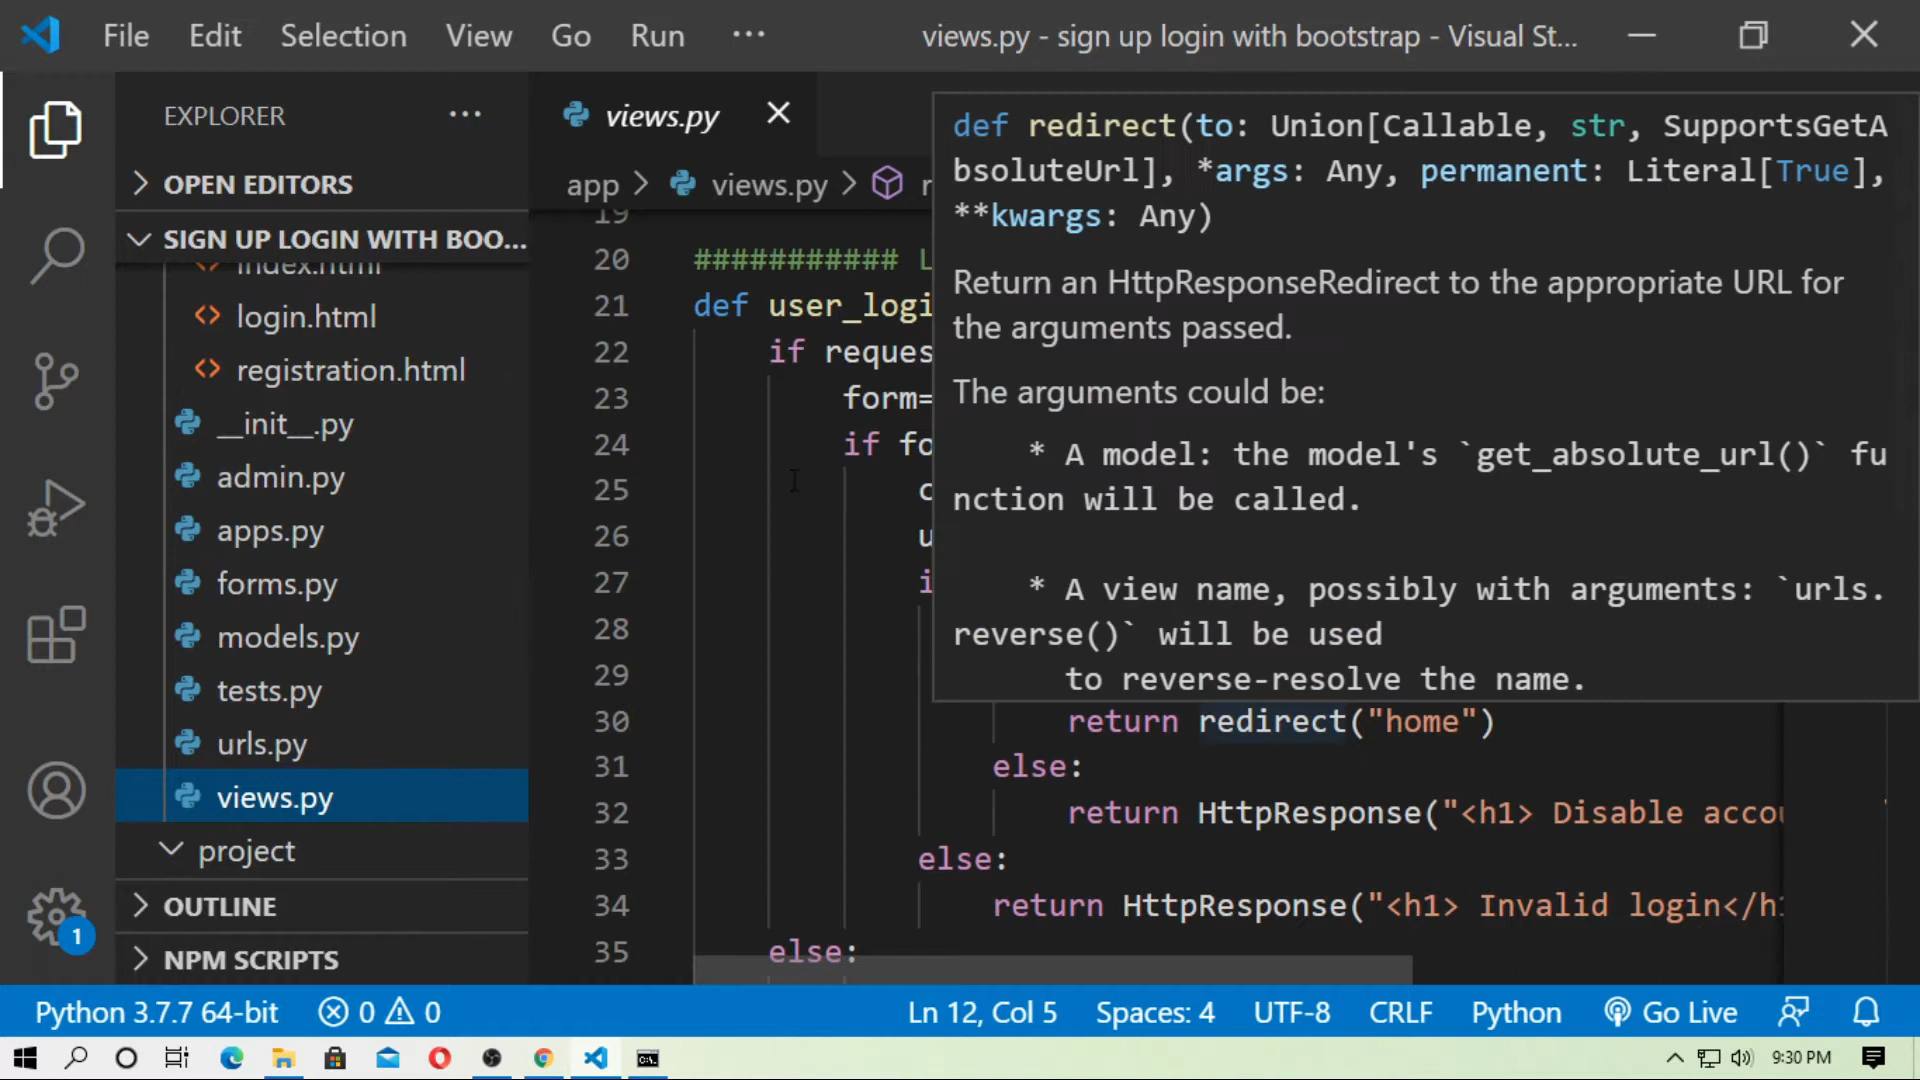 File Edit Selection View Go Run ··· views.py - sign up login with bootstrap - Visual St...
EXPLORER ···
OPEN EDITORS
SIGN UP LOGIN WITH BOO...
index.html
login.html
registration.html
__init__.py
admin.py
apps.py
forms.py
models.py
tests.py
urls.py
views.py
project
OUTLINE
NPM SCRIPTS
views.py
app > views.py >
19
20 ###########
21 def user_logi
22 if reques
23 form=
24 if fo
25 c
26 u
27 i
28
29
30 return redirect("home")
31 else:
32 return HttpResponse("<h1> Disable accou
33 else:
34 return HttpResponse("<h1> Invalid login</h1
35 else:
def redirect(to: Union[Callable, str, SupportsGetA
bsoluteUrl], *args: Any, permanent: Literal[True],
**kwargs: Any)
Return an HttpResponseRedirect to the appropriate URL for
the arguments passed.
The arguments could be:
* A model: the model's `get_absolute_url()` fu
nction will be called.
* A view name, possibly with arguments: `urls.
reverse()` will be used
to reverse-resolve the name.
1
Python 3.7.7 64-bit 0 0 Ln 12, Col 5 Spaces: 4 UTF-8 CRLF Python Go Live
9:30 PM